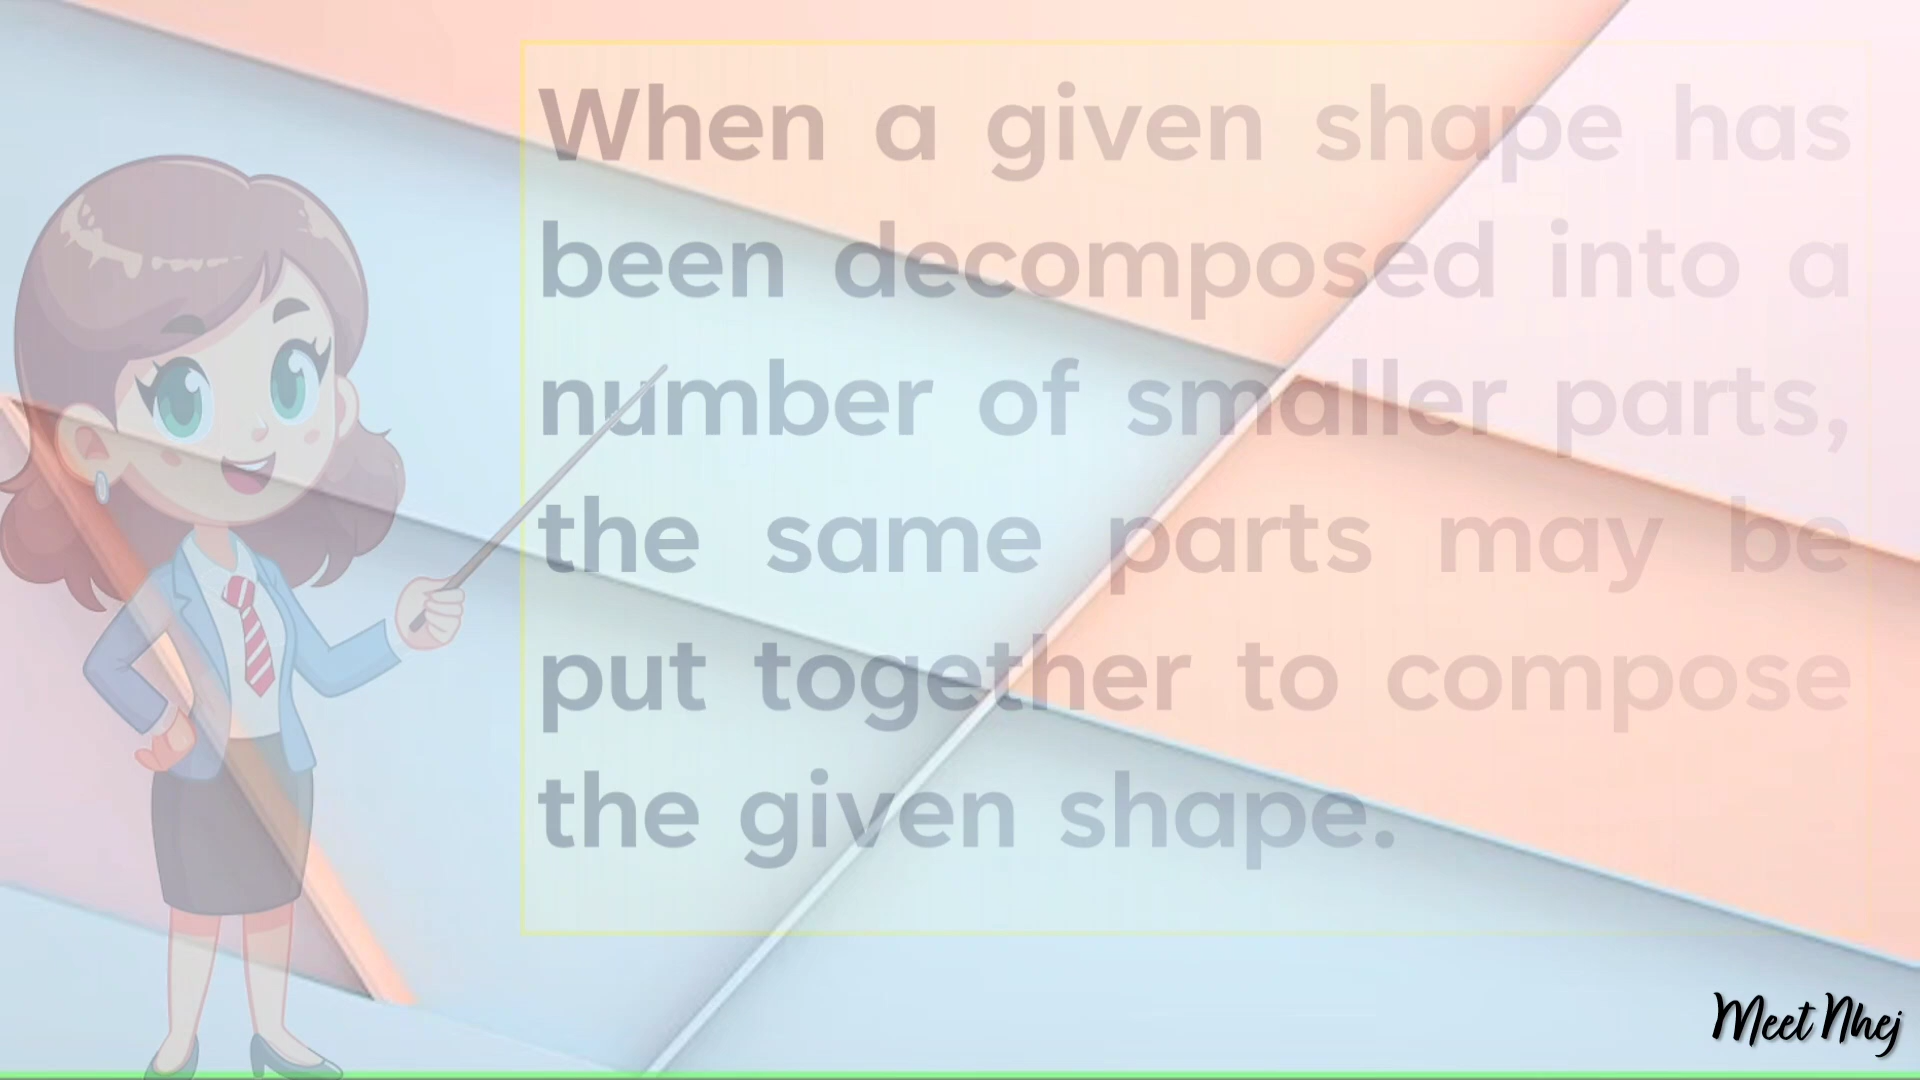 When a given shape has
been decomposed into a
number of smaller parts,
the same parts may be
put together to compose
the given shape.
Meet Nhej